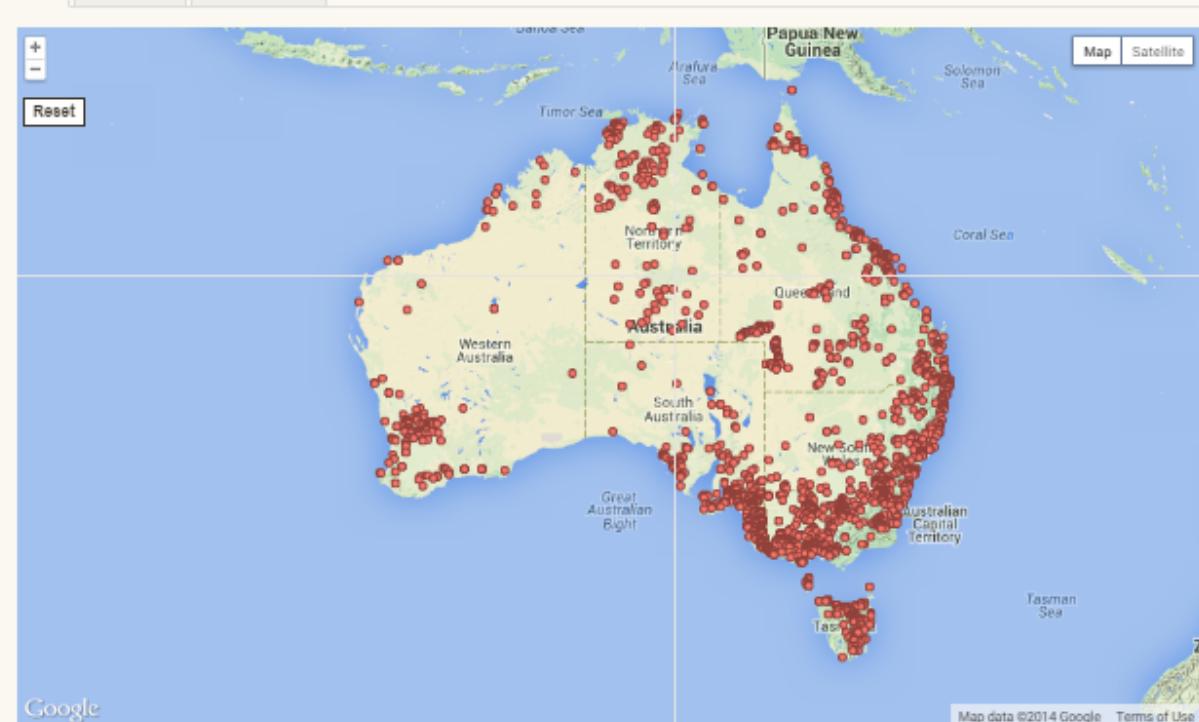 Banda Sea
Papua New
Guinea
+
−
Map Satellite
Arafura
Sea
Solomon
Sea
Reset
Timor Sea
Northern
Territory
Coral Sea
Queensland
Australia
Western
Australia
South
Australia
New South
Wales
Great
Australian
Bight
Australian
Capital
Territory
Tasman
Sea
Google
Map data ©2014 Google Terms of Use